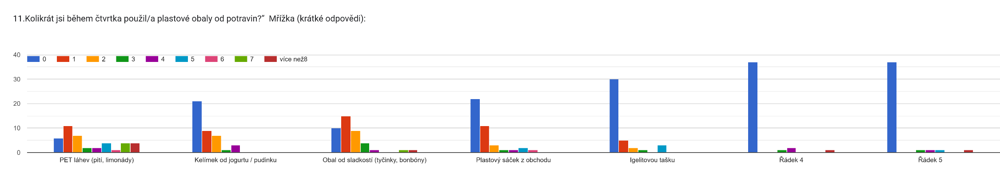 11.Kolikrát jsi během čtvrtka použil/a plastové obaly od potravin?“ Mřížka (krátké odpovědi):
40
0 1 2 3 4 5 6 7 více než8
30
20
10
0
PET láhev (pití, limonády) Kelímek od jogurtu / pudinku Obal od sladkostí (tyčinky, bonbóny) Plastový sáček z obchodu Igelitovou tašku Řádek 4 Řádek 5